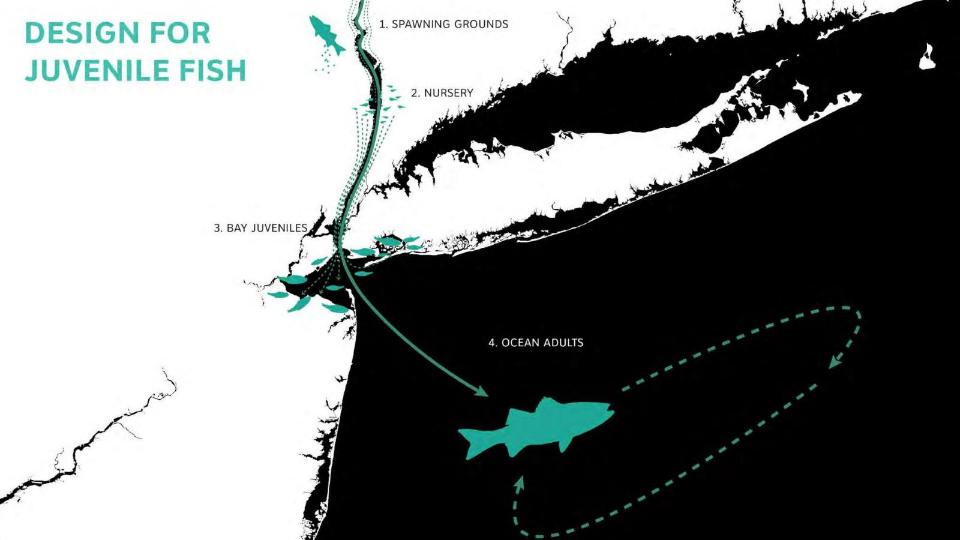 DESIGN FOR
JUVENILE FISH
1. SPAWNING GROUNDS
2. NURSERY
3. BAY JUVENILES
4. OCEAN ADULTS